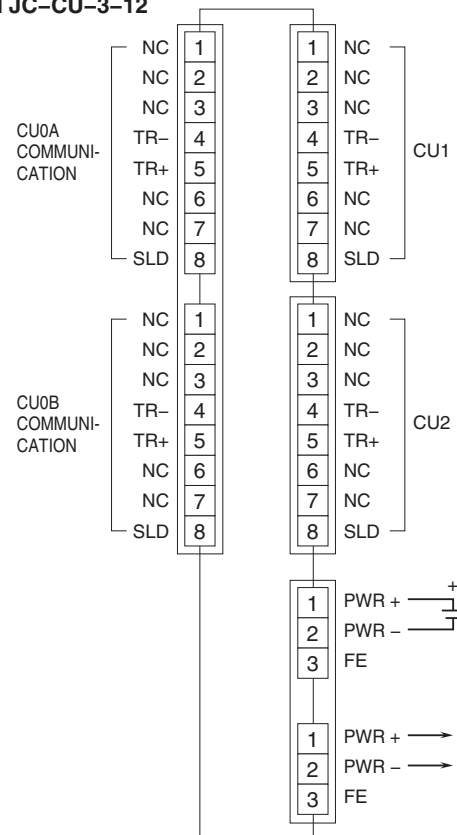 JC–CU–3–12
NC 1
NC 2
NC 3
CU0A COMMUNI-CATION
TR– 4
TR+ 5
NC 6
NC 7
SLD 8
NC 1
NC 2
NC 3
CU0B COMMUNI-CATION
TR– 4
TR+ 5
NC 6
NC 7
SLD 8
1 NC
2 NC
3 NC
4 TR–
CU1
5 TR+
6 NC
7 NC
8 SLD
1 NC
2 NC
3 NC
4 TR–
CU2
5 TR+
6 NC
7 NC
8 SLD
1 PWR + +
2 PWR –
3 FE
1 PWR +
2 PWR –
3 FE